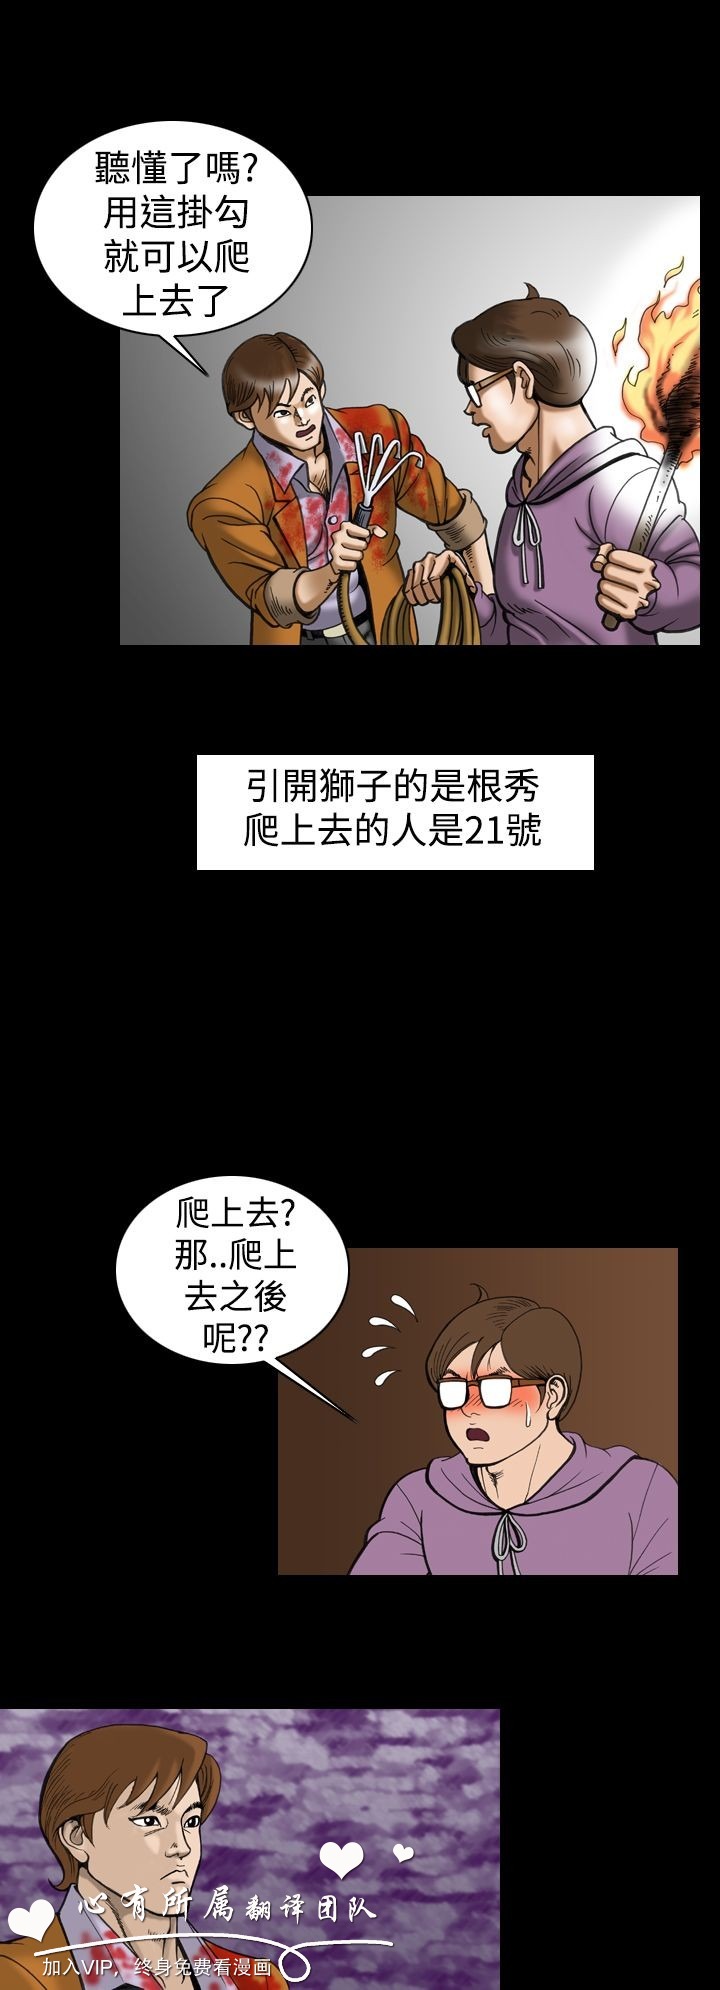 聽懂了嗎?
用這掛勾
就可以爬
上去了
引開獅子的是根秀
爬上去的人是21號
爬上去?
那..爬上
去之後
呢??
心有所属翻译团队
加入VIP，终身免费看漫画